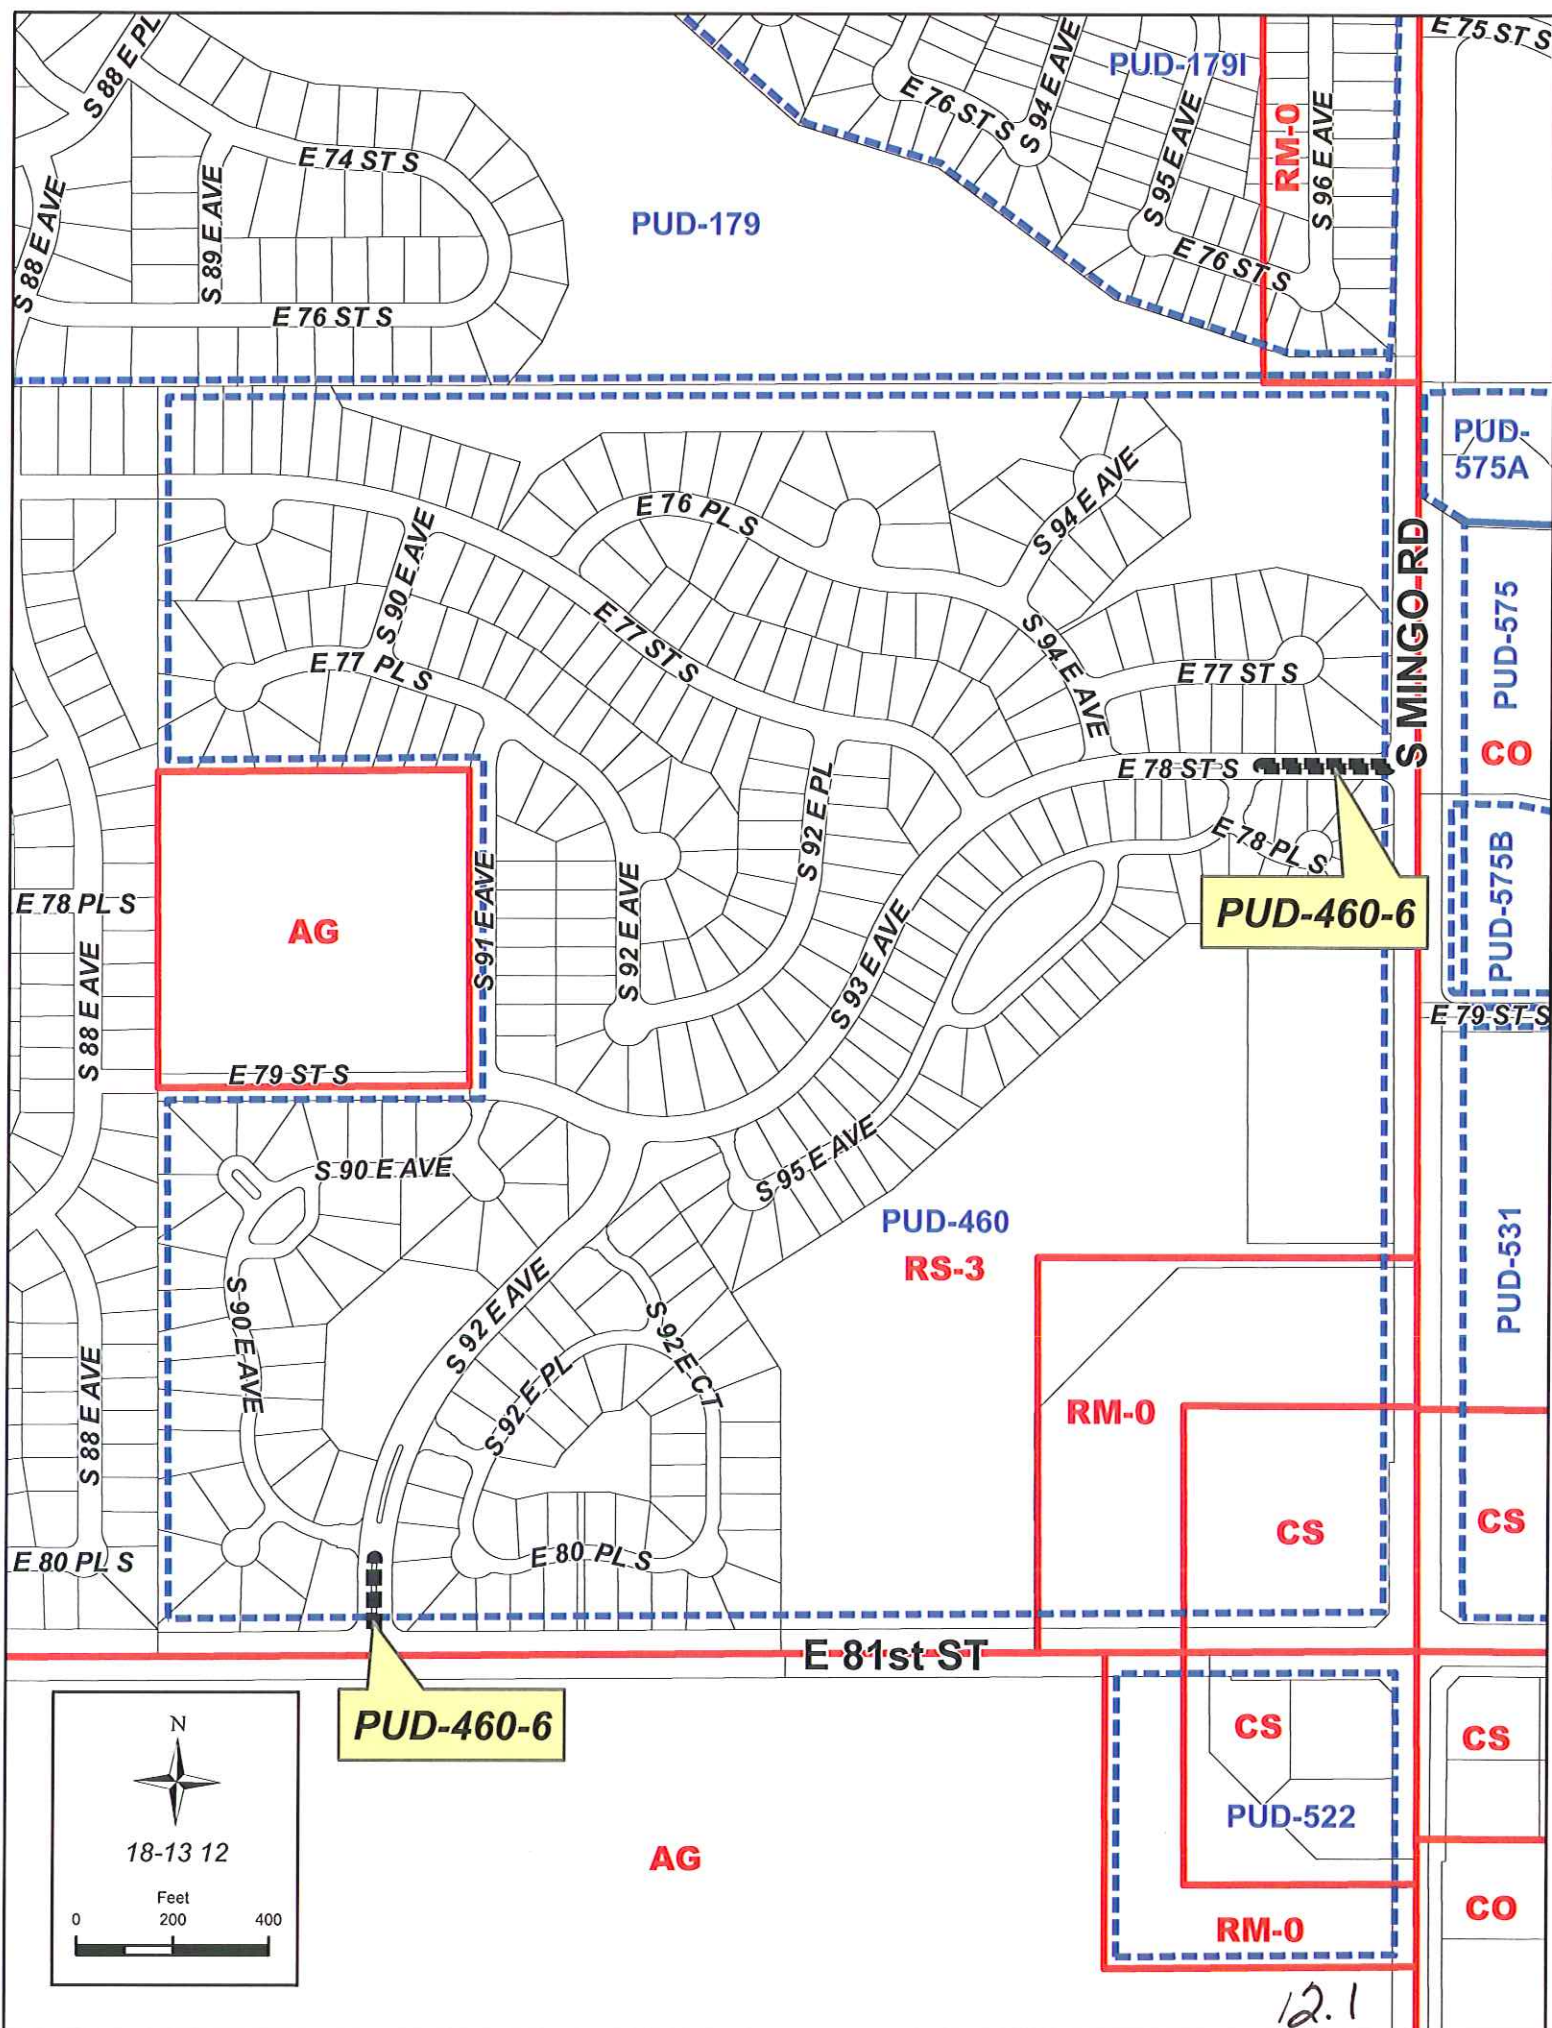 S 88 E PL
E 75 ST S
PUD-179I
S 94 E AVE
E 76 ST S
S 95 E AVE
RM-0
S 96 E AVE
E 74 ST S
S 88 E AVE
S 89 E AVE
PUD-179
E 76 ST S
E 76 ST S
PUD-
575A
S 94 E AVE
E 76 PL S
S 90 E AVE
E 77 ST S
S 94 E AVE
E 77 ST S
E 77 PL S
S MINGO RD
PUD-575
CO
E 78 ST S
S 92 E PL
E 78 PL S
PUD-575B
PUD-460-6
E 78 PL S
AG
S 91 E AVE
S 92 E AVE
S 93 E AVE
S 88 E AVE
E 79 ST S
E 79 ST S
S 90 E AVE
S 95 E AVE
PUD-460
RS-3
PUD-531
S 90 E AVE
S 92 E AVE
S 92 E CT
S 92 E PL
S 88 E AVE
RM-0
CS
CS
E 80 PL S
E 80 PL S
E 81st ST
PUD-460-6
CS
CS
PUD-522
N
18-13 12
Feet
0 200 400
AG
CO
RM-0
12.1